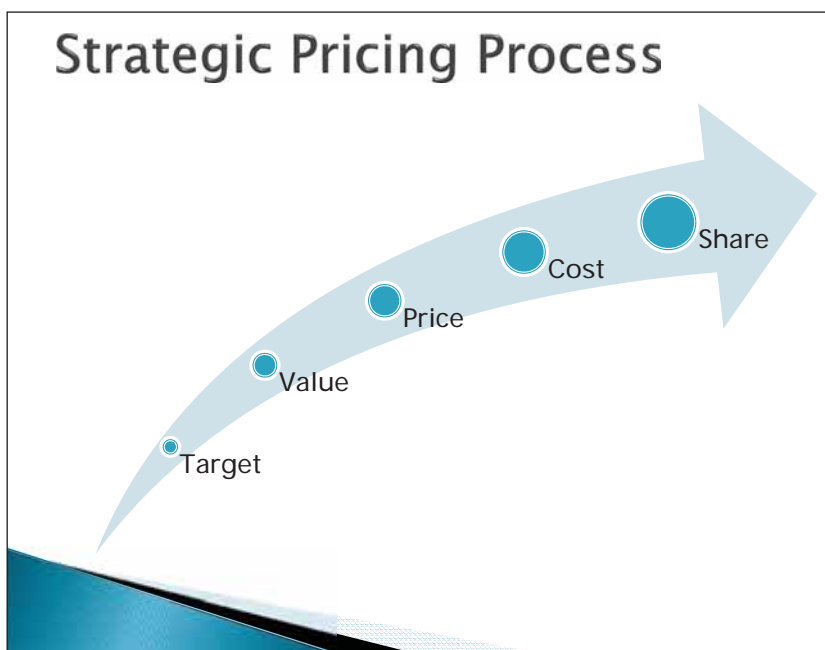 Strategic Pricing Process
Share
Cost
Price
Value
Target